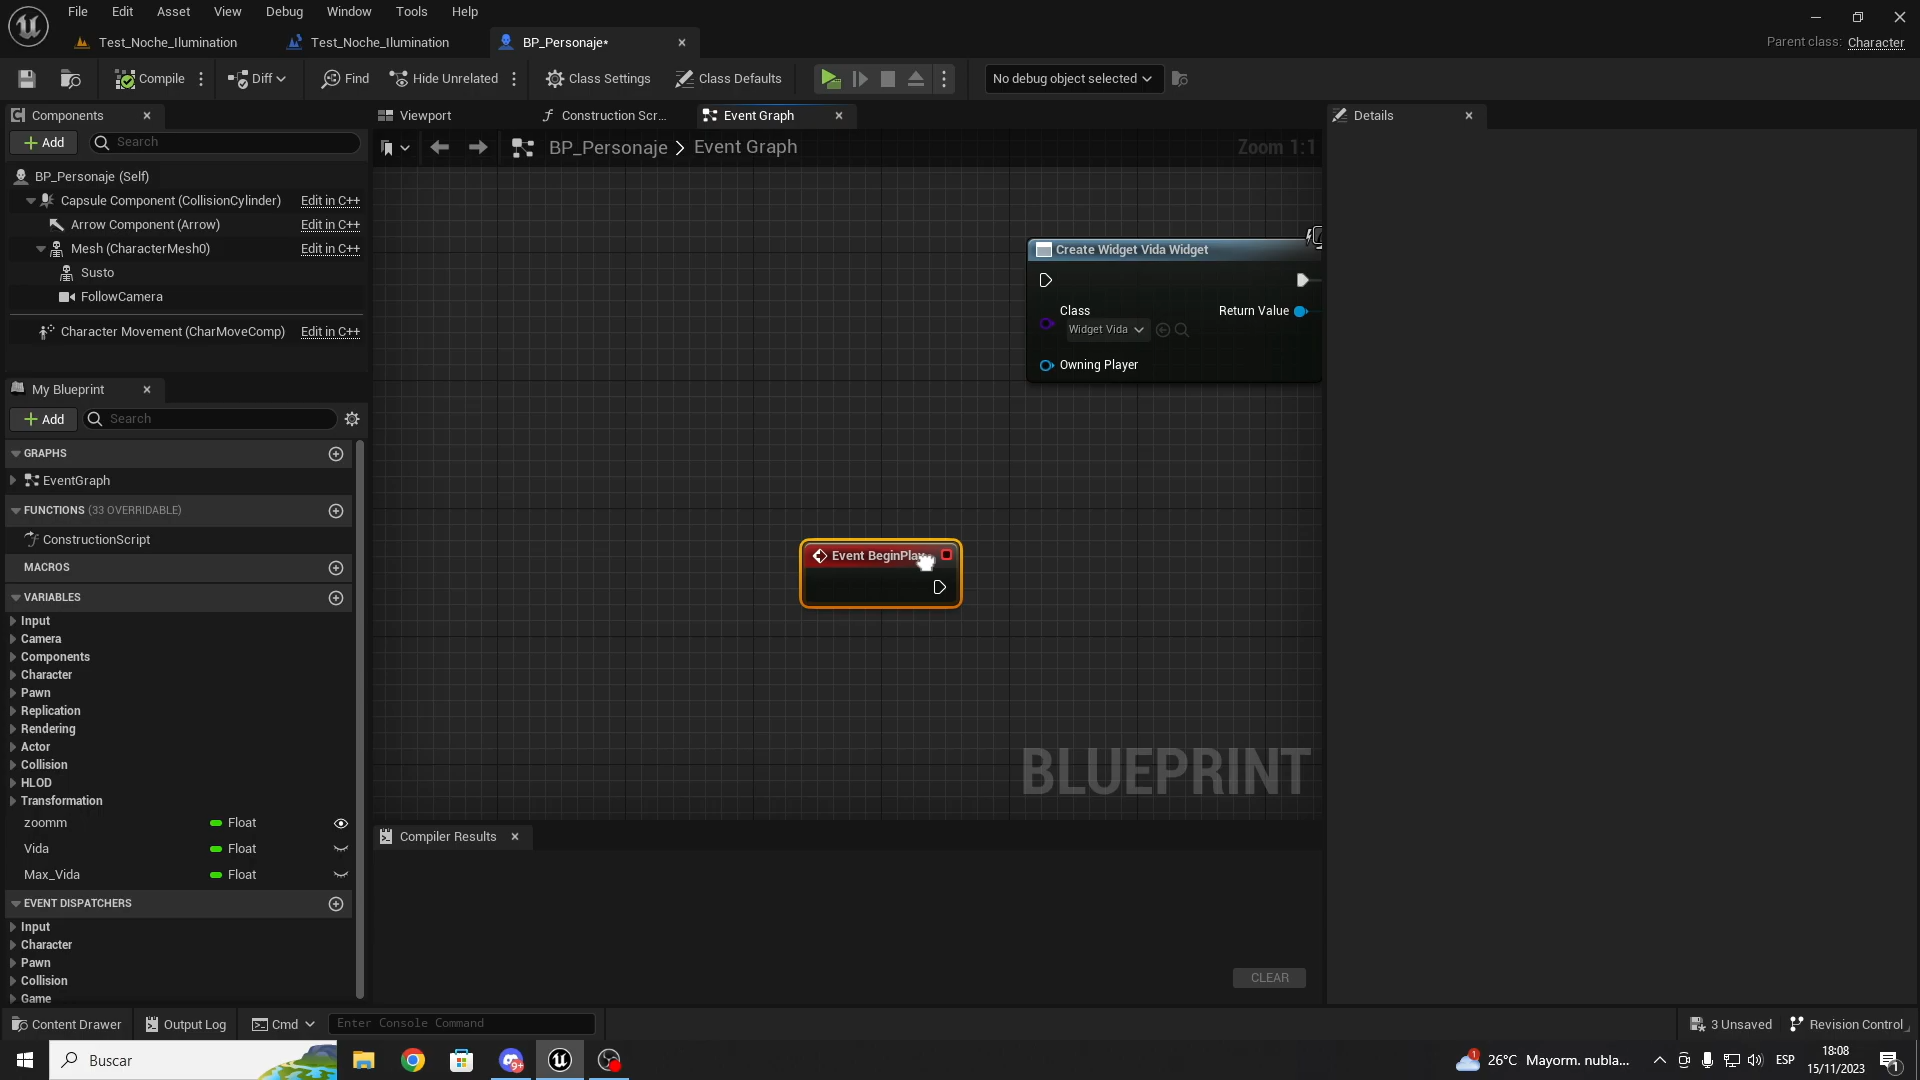 File Edit Asset View Debug Window Tools Help
Test_Noche_Ilumination Test_Noche_Ilumination BP_Personaje* Parent class: Character
Compile Diff Find Hide Unrelated Class Settings Class Defaults No debug object selected
Components Viewport Construction Scr... Event Graph Details
Add Search BP_Personaje > Event Graph Zoom 1:1
BP_Personaje (Self)
Capsule Component (CollisionCylinder) Edit in C++
Arrow Component (Arrow) Edit in C++
Mesh (CharacterMesh0) Edit in C++
Susto
FollowCamera
Character Movement (CharMoveComp) Edit in C++
Create Widget Vida Widget
Class Return Value
Widget Vida
Owning Player
My Blueprint
Add Search
GRAPHS
EventGraph
FUNCTIONS (33 OVERRIDABLE)
ConstructionScript
MACROS
VARIABLES
Input
Camera
Components
Character
Pawn
Replication
Rendering
Actor
Collision
HLOD
Transformation
zoomm Float
Vida Float
Max_Vida Float
EVENT DISPATCHERS
Input
Character
Pawn
Collision
Game
Event BeginPlay
BLUEPRINT
Compiler Results
CLEAR
Content Drawer Output Log Cmd Enter Console Command 3 Unsaved Revision Control
Buscar 9+ 1 26°C Mayorm. nubla... ESP 18:08
15/11/2023 1